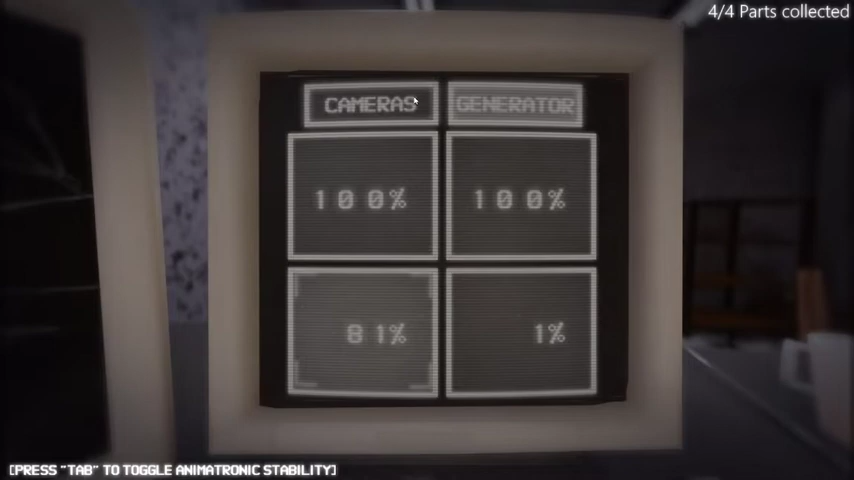 4/4 Parts collected
CAMERAS GENERATOR
100% 100%
81% 1%
[PRESS "TAB" TO TOGGLE ANIMATRONIC STABILITY]